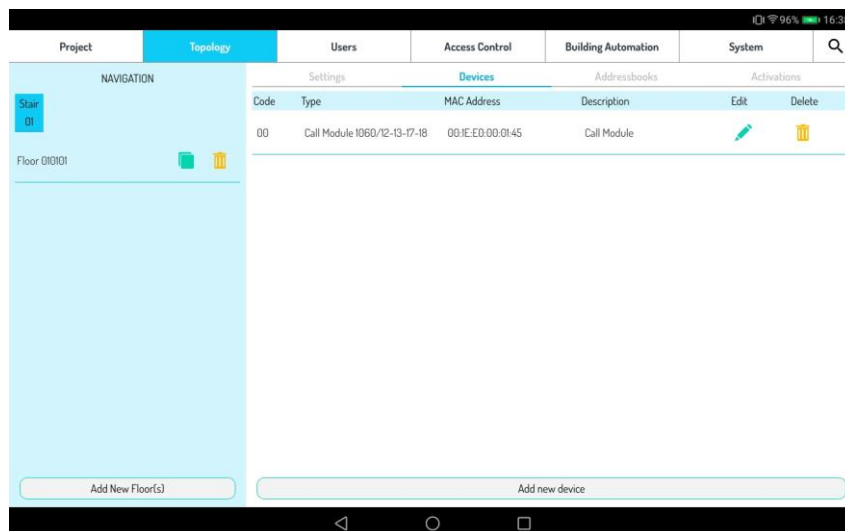 96% 16:3
Project Topology Users Access Control Building Automation System
NAVIGATION
Settings Devices Addressbooks Activations
Stair
01
Code Type MAC Address Description Edit Delete
00 Call Module 1060/12-13-17-18 00:1E:E0:00:01:45 Call Module
Floor 010101
Add New Floor(s) Add new device